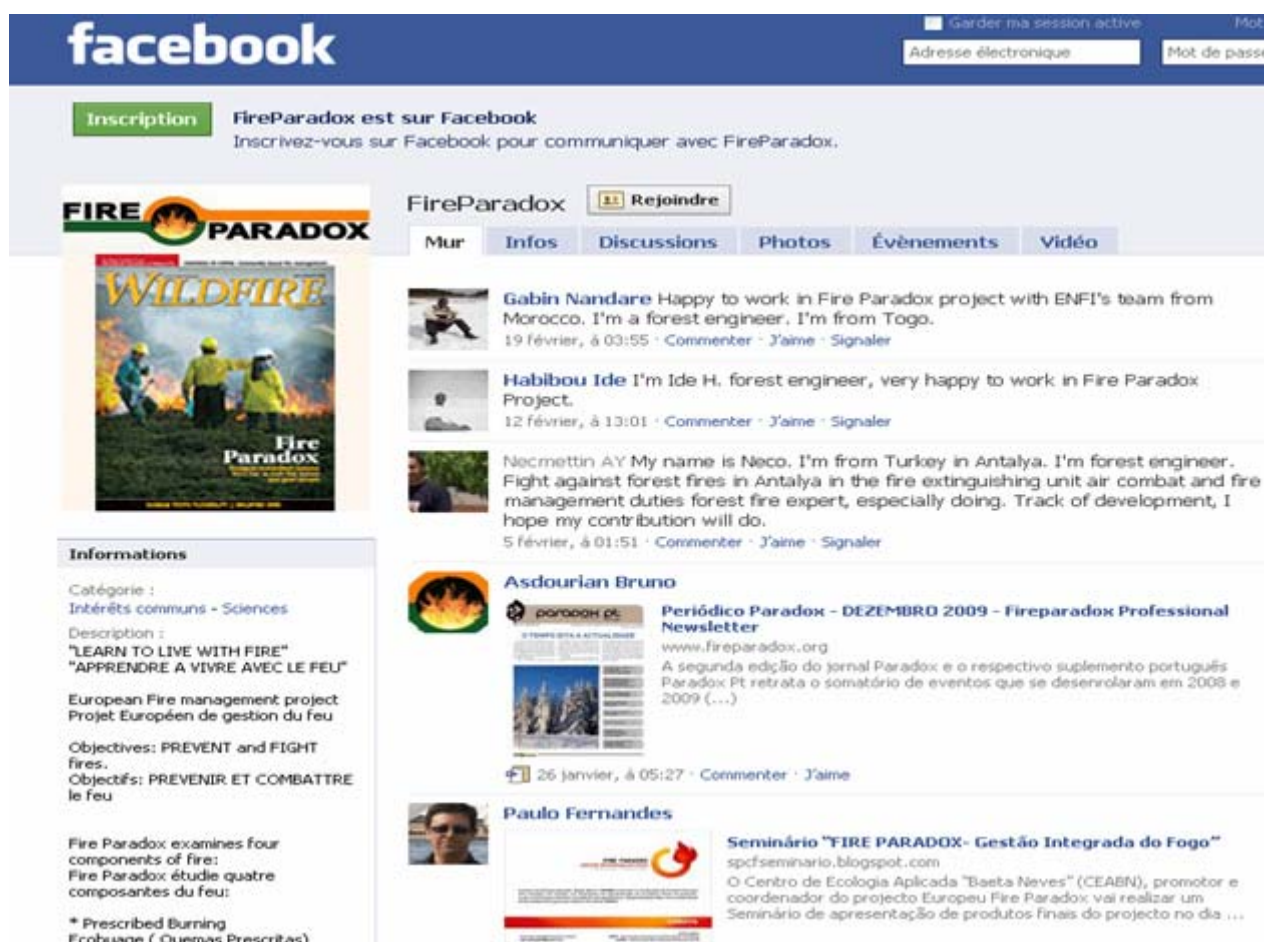 facebook
Garder ma session active
Mot
Adresse électronique
Mot de passe
Inscription
FireParadox est sur Facebook
Inscrivez-vous sur Facebook pour communiquer avec FireParadox.
FIRE
PARADOX
WILDFIRE
Fire
Paradox
FireParadox
Rejoindre
Mur
Infos
Discussions
Photos
Évènements
Vidéo
Gabin Nandare Happy to work in Fire Paradox project with ENFI's team from
Morocco. I'm a forest engineer. I'm from Togo.
19 février, à 03:55 · Commenter · J'aime · Signaler
Habibou Ide I'm Ide H. forest engineer, very happy to work in Fire Paradox
Project.
12 février, à 13:01 · Commenter · J'aime · Signaler
Necmettin AY My name is Neco. I'm from Turkey in Antalya. I'm forest engineer.
Fight against forest fires in Antalya in the fire extinguishing unit air combat and fire
management duties forest fire expert, especially doing. Track of development, I
hope my contribution will do.
5 février, à 01:51 · Commenter · J'aime · Signaler
Asdourian Bruno
paradox pt
O TEMPO DITA A ACTUALIDADE
Periódico Paradox - DEZEMBRO 2009 - Fireparadox Professional
Newsletter
www.fireparadox.org
A segunda edição do jornal Paradox e o respectivo suplemento português
Paradox Pt retrata o somatório de eventos que se desenrolaram em 2008 e
2009 (...)
26 janvier, à 05:27 · Commenter · J'aime
Paulo Fernandes
FIRE PARADOX
Seminário "FIRE PARADOX- Gestão Integrada do Fogo"
spcfseminario.blogspot.com
O Centro de Ecologia Aplicada "Baeta Neves" (CEABN), promotor e
coordenador do projecto Europeu Fire Paradox vai realizar um
Seminário de apresentação de produtos finais do projecto no dia ...
Informations
Catégorie :
Intérêts communs - Sciences
Description :
"LEARN TO LIVE WITH FIRE"
"APPRENDRE A VIVRE AVEC LE FEU"
European Fire management project
Projet Européen de gestion du feu
Objectives: PREVENT and FIGHT
fires.
Objectifs: PREVENIR ET COMBATTRE
le feu
Fire Paradox examines four
components of fire:
Fire Paradox étudie quatre
composantes du feu:
* Prescribed Burning
Ecobuage ( Quemas Prescritas)